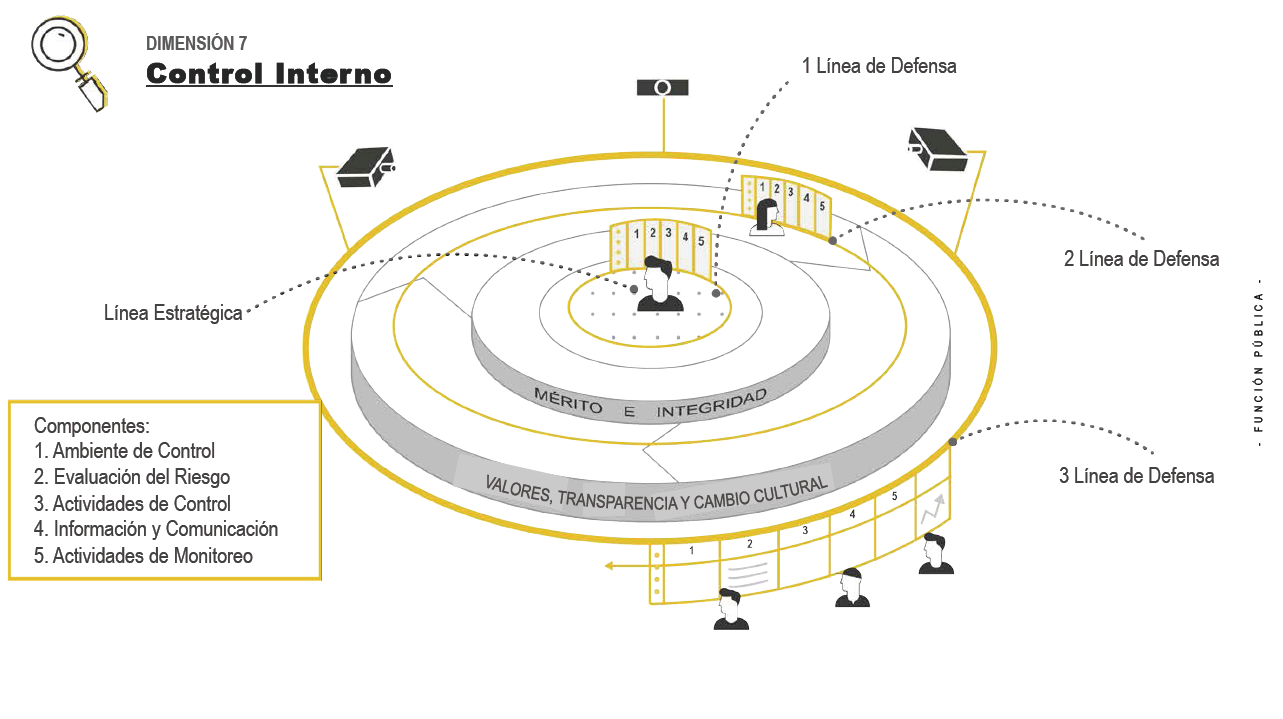 DIMENSIÓN 7
Control Interno
1 Línea de Defensa
1 2 3 4 5
2 Línea de Defensa
1 2 3 4 5
Línea Estratégica
- FUNCIÓN PÚBLICA -
MÉRITO E INTEGRIDAD
Componentes:
1. Ambiente de Control
2. Evaluación del Riesgo
3. Actividades de Control
4. Información y Comunicación
5. Actividades de Monitoreo
VALORES, TRANSPARENCIA Y CAMBIO CULTURAL
3 Línea de Defensa
1 2 3 4 5